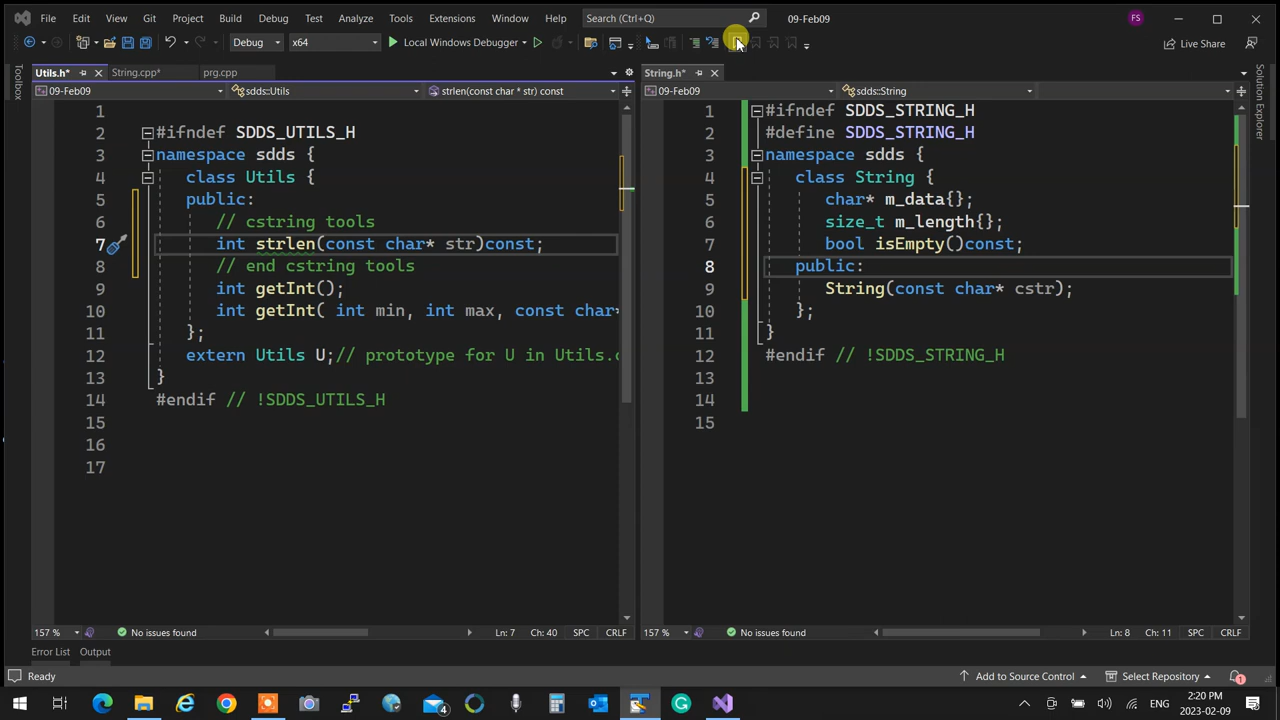 File Edit View Git Project Build Debug Test Analyze Tools Extensions Window Help Search (Ctrl+Q) 09-Feb09 FS
Debug x64 Local Windows Debugger Live Share
Toolbox
Utils.h* String.cpp* prg.cpp
09-Feb09 sdds::Utils strlen(const char * str) const
1
2 #ifndef SDDS_UTILS_H
3 namespace sdds {
4 class Utils {
5 public:
6 // cstring tools
7 int strlen(const char* str)const;
8 // end cstring tools
9 int getInt();
10 int getInt( int min, int max, const char*
11 };
12 extern Utils U;// prototype for U in Utils.c
13 }
14 #endif // !SDDS_UTILS_H
15
16
17
157 % No issues found Ln: 7 Ch: 40 SPC CRLF
String.h*
09-Feb09 sdds::String
1 #ifndef SDDS_STRING_H
2 #define SDDS_STRING_H
3 namespace sdds {
4 class String {
5 char* m_data{};
6 size_t m_length{};
7 bool isEmpty()const;
8 public:
9 String(const char* cstr);
10 };
11 }
12 #endif // !SDDS_STRING_H
13
14
15
157 % No issues found Ln: 8 Ch: 11 SPC CRLF
Solution Explorer
Error List Output
Ready Add to Source Control Select Repository 1
4 ENG 2:20 PM
2023-02-09